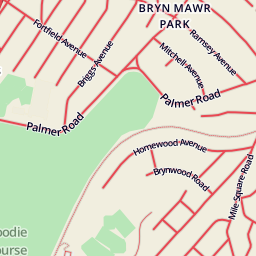 BRYN MAWR
PARK
Fortfield Avenue
Briggs Avenue
Mitchell Avenue
Ramsey Avenue
Palmer Road
Palmer Road
Homewood Avenue
Brynwood Road
Mile Square Road
oodie
ourse